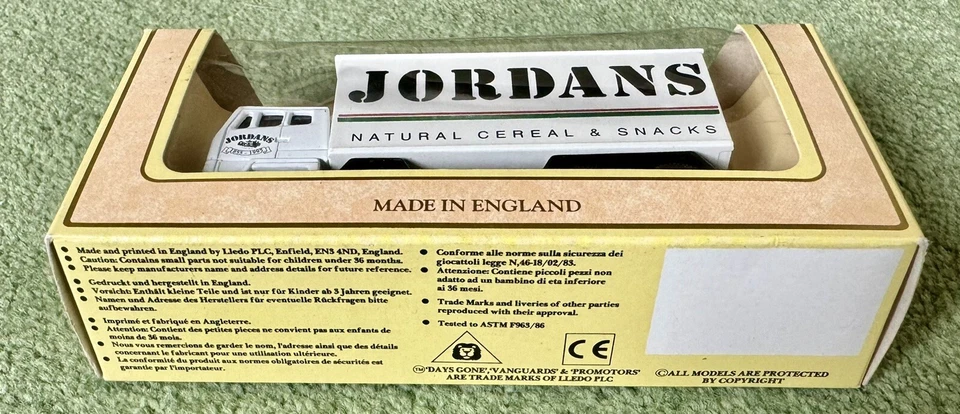 JORDANS
NATURAL CEREAL & SNACKS
JORDANS
MADE IN ENGLAND
● Made and printed in England by Lledo PLC, Enfield, EN3 4ND, England.
● Caution: Contains small parts not suitable for children under 36 months.
● Please keep manufacturers name and address details for future reference.
● Gedruckt und hergestellt in England.
● Vorsicht: Enthält kleine Teile und ist nur für Kinder ab 3 Jahren geeignet.
● Namen und Adresse des Herstellers für eventuelle Rückfragen bitte
aufbewahren.
● Imprimé et fabriqué en Angleterre.
● Attention: Contient des petites pieces ne convient pas aux enfants de
moins de 36 mois.
● Nous vous remercions de garder le nom, l'adresse ainsi que des détails
concernant le fabricant pour une utilisation ultérieure.
● La conformité du produit aux normes obligatoires de sécurités est
garantie par l'importateur.
● Conforme alle norme sulla sicurezza dei
giocattoli legge N,46-18/02/83.
● Attenzione: Contiene piccoli pezzi non
adatto ad un bambino di eta inferiore
ai 36 mesi.
● Trade Marks and liveries of other parties
reproduced with their approval.
● Tested to ASTM F963/86
CE
™'DAYS GONE','VANGUARDS' & 'PROMOTORS'
ARE TRADE MARKS OF LLEDO PLC
©ALL MODELS ARE PROTECTED
BY COPYRIGHT